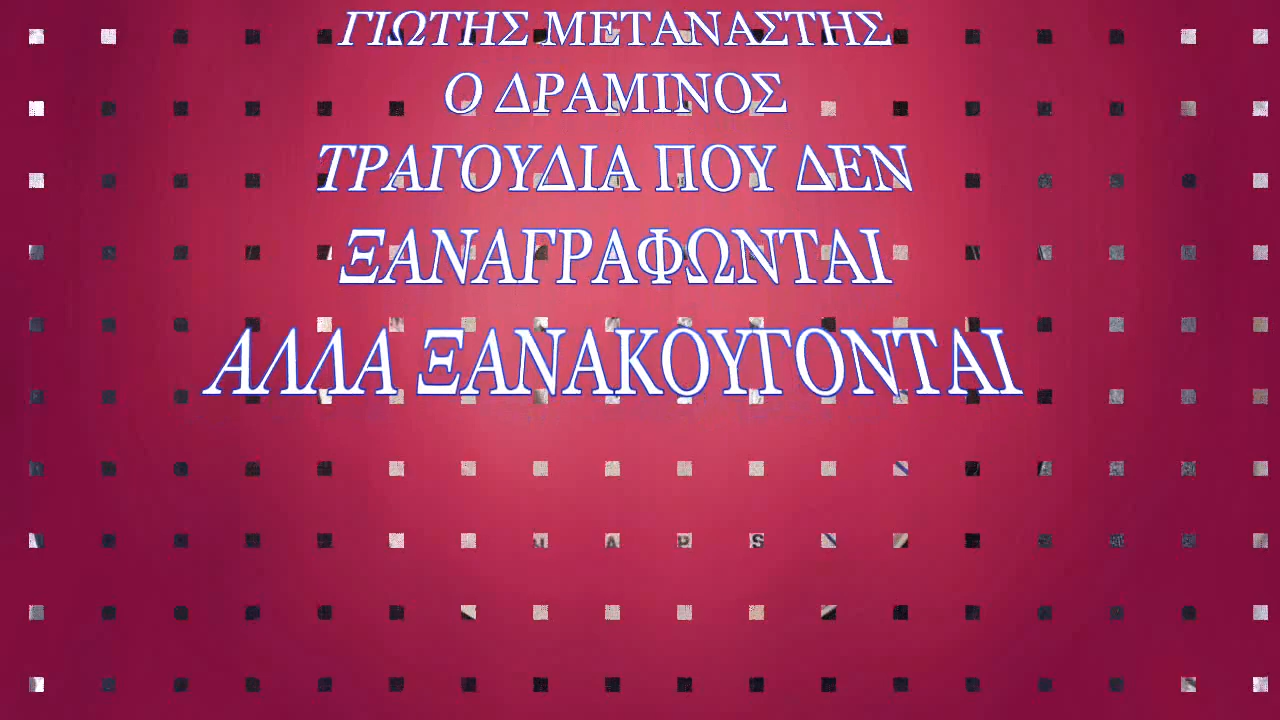 ΓΙΩΤΗΣ ΜΕΤΑΝΑΣΤΗΣ
Ο ΔΡΑΜΙΝΟΣ
ΤΡΑΓΟΥΔΙΑ ΠΟΥ ΔΕΝ
ΞΑΝΑΓΡΑΦΩΝΤΑΙ
ΑΛΛΑ ΞΑΝΑΚΟΥΓΟΝΤΑΙ